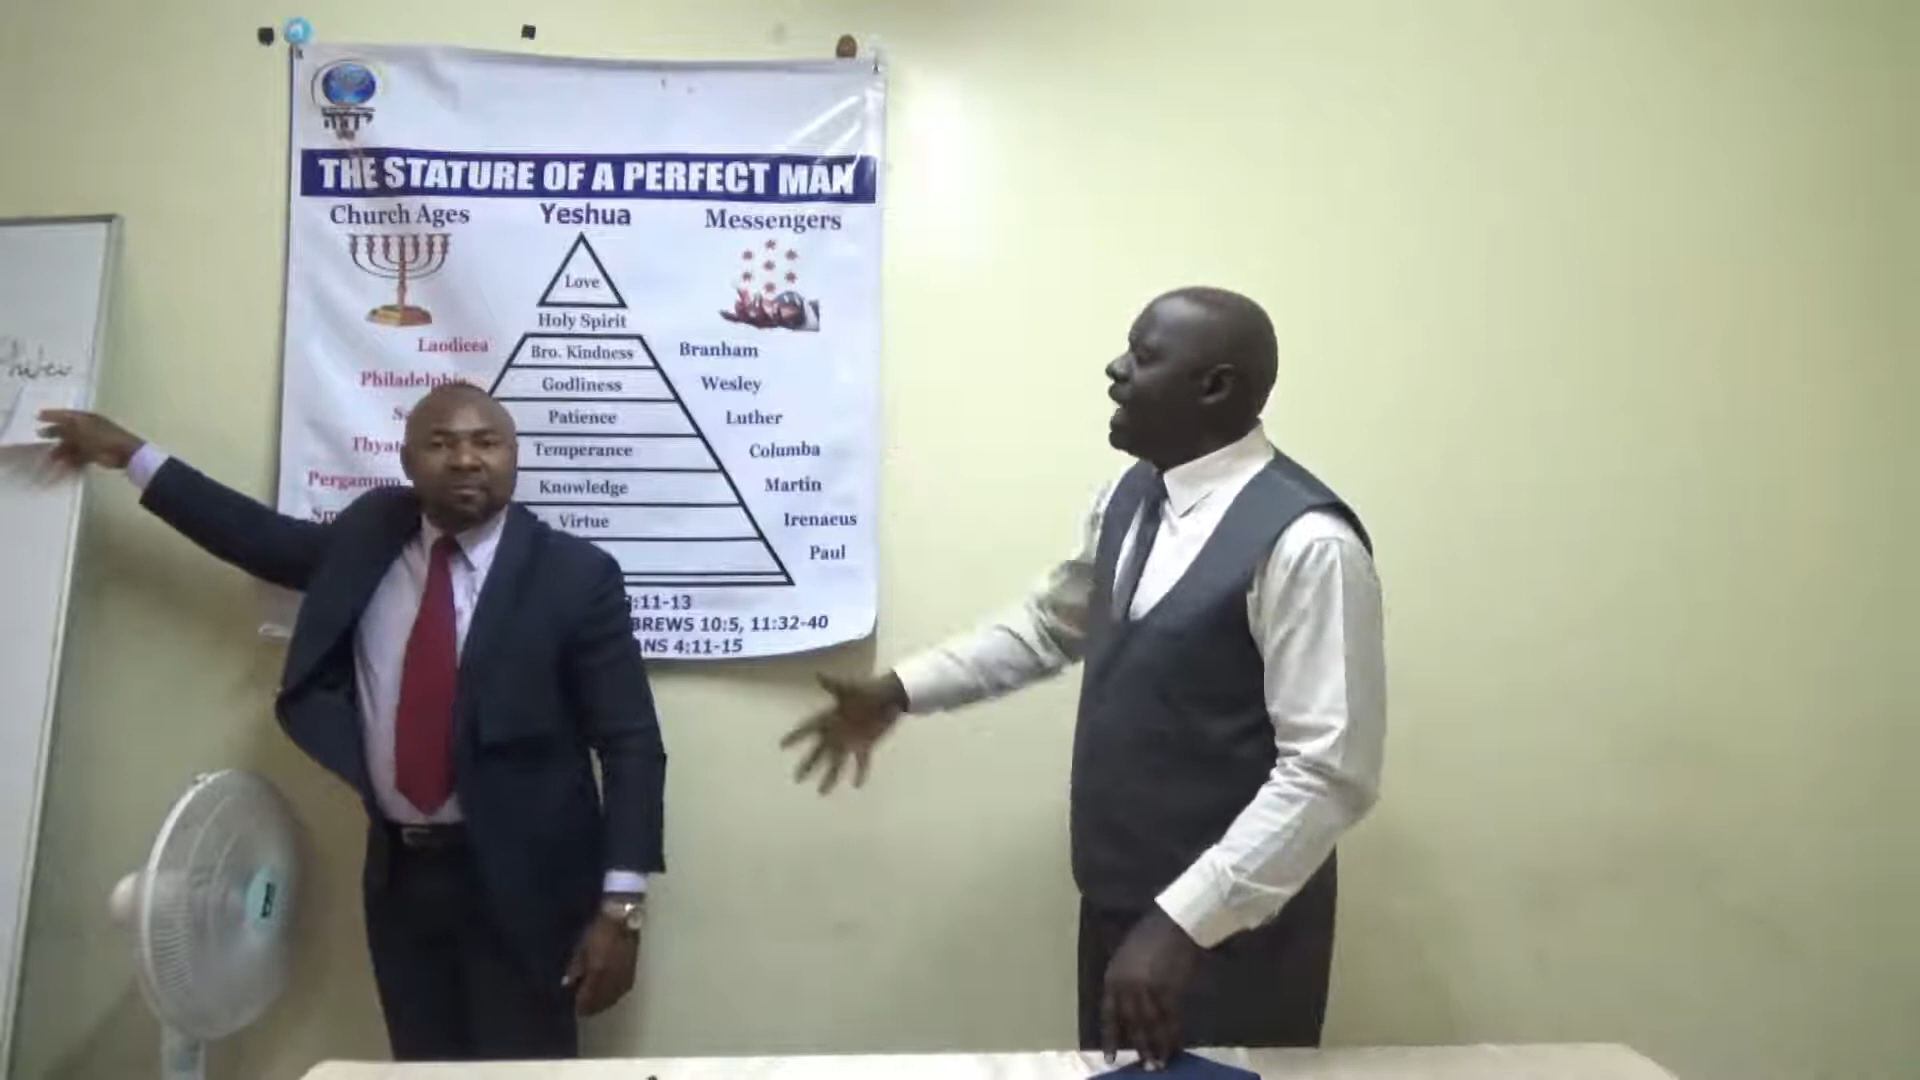 THE STATURE OF A PERFECT MAN
Church Ages
Yeshua
Messengers
Love
Holy Spirit
Laodicea
Bro. Kindness
Branham
Philadelphia
Godliness
Wesley
Patience
Luther
Thyat
Temperance
Columba
Pergamum
Knowledge
Martin
Virtue
Irenaeus
Paul
:11-13
BREWS 10:5, 11:32-40
ANS 4:11-15